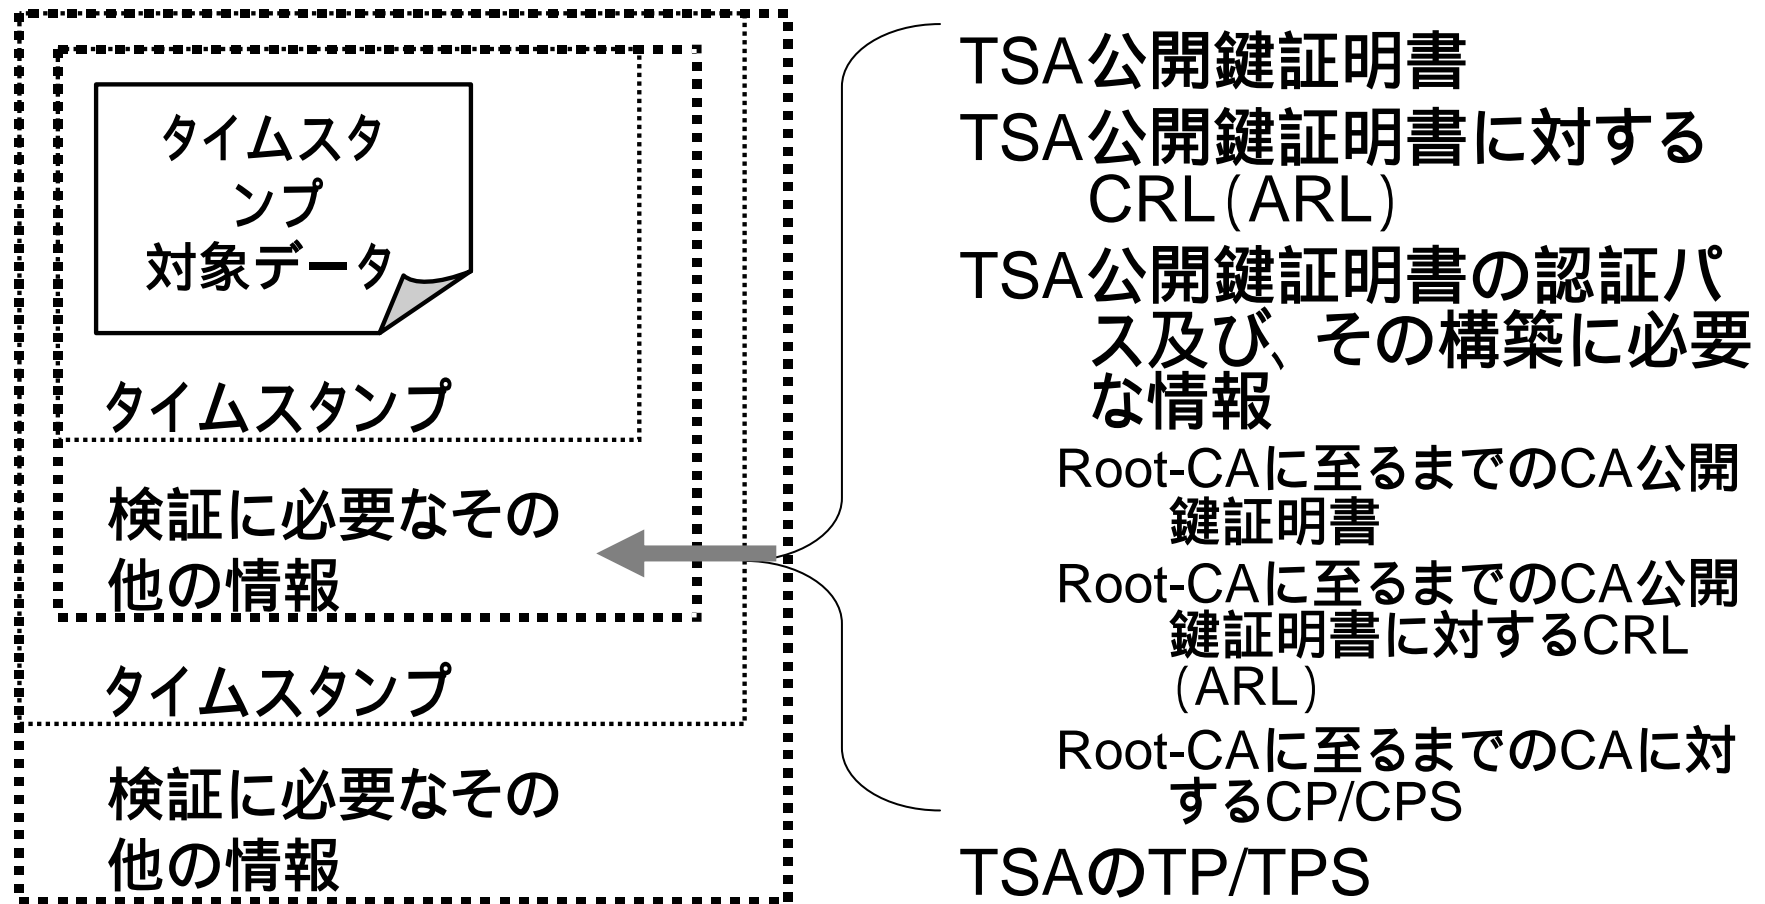 タイムスタ
ンプ
対象データ
タイムスタンプ
検証に必要なその
他の情報
タイムスタンプ
検証に必要なその
他の情報
TSA公開鍵証明書
TSA公開鍵証明書に対する
CRL(ARL)
TSA公開鍵証明書の認証パ
ス及び、その構築に必要
な情報
Root-CAに至るまでのCA公開
鍵証明書
Root-CAに至るまでのCA公開
鍵証明書に対するCRL
(ARL)
Root-CAに至るまでのCAに対
するCP/CPS
TSAのTP/TPS